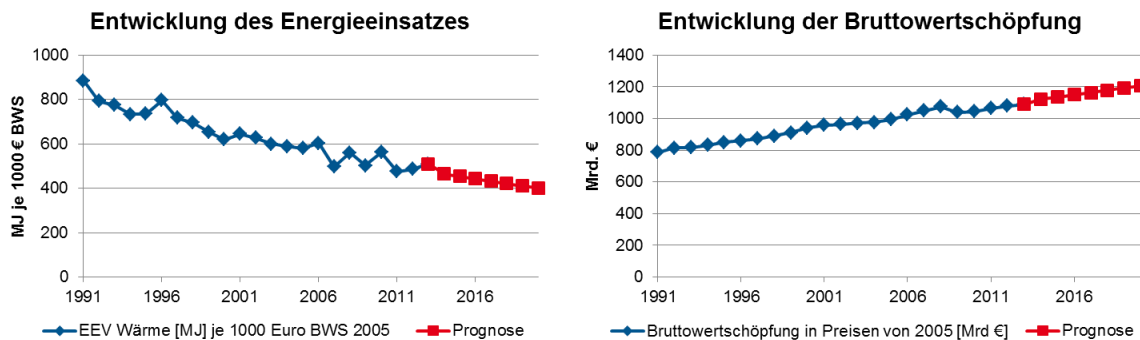 Entwicklung des Energieeinsatzes
MJ je 1000 € BWS
1000
800
600
400
200
0
1991 1996 2001 2006 2011 2016
EEV Wärme [MJ] je 1000 Euro BWS 2005 Prognose
Entwicklung der Bruttowertschöpfung
Mrd. €
1400
1200
1000
800
600
400
200
0
1991 1996 2001 2006 2011 2016
Bruttowertschöpfung in Preisen von 2005 [Mrd €] Prognose